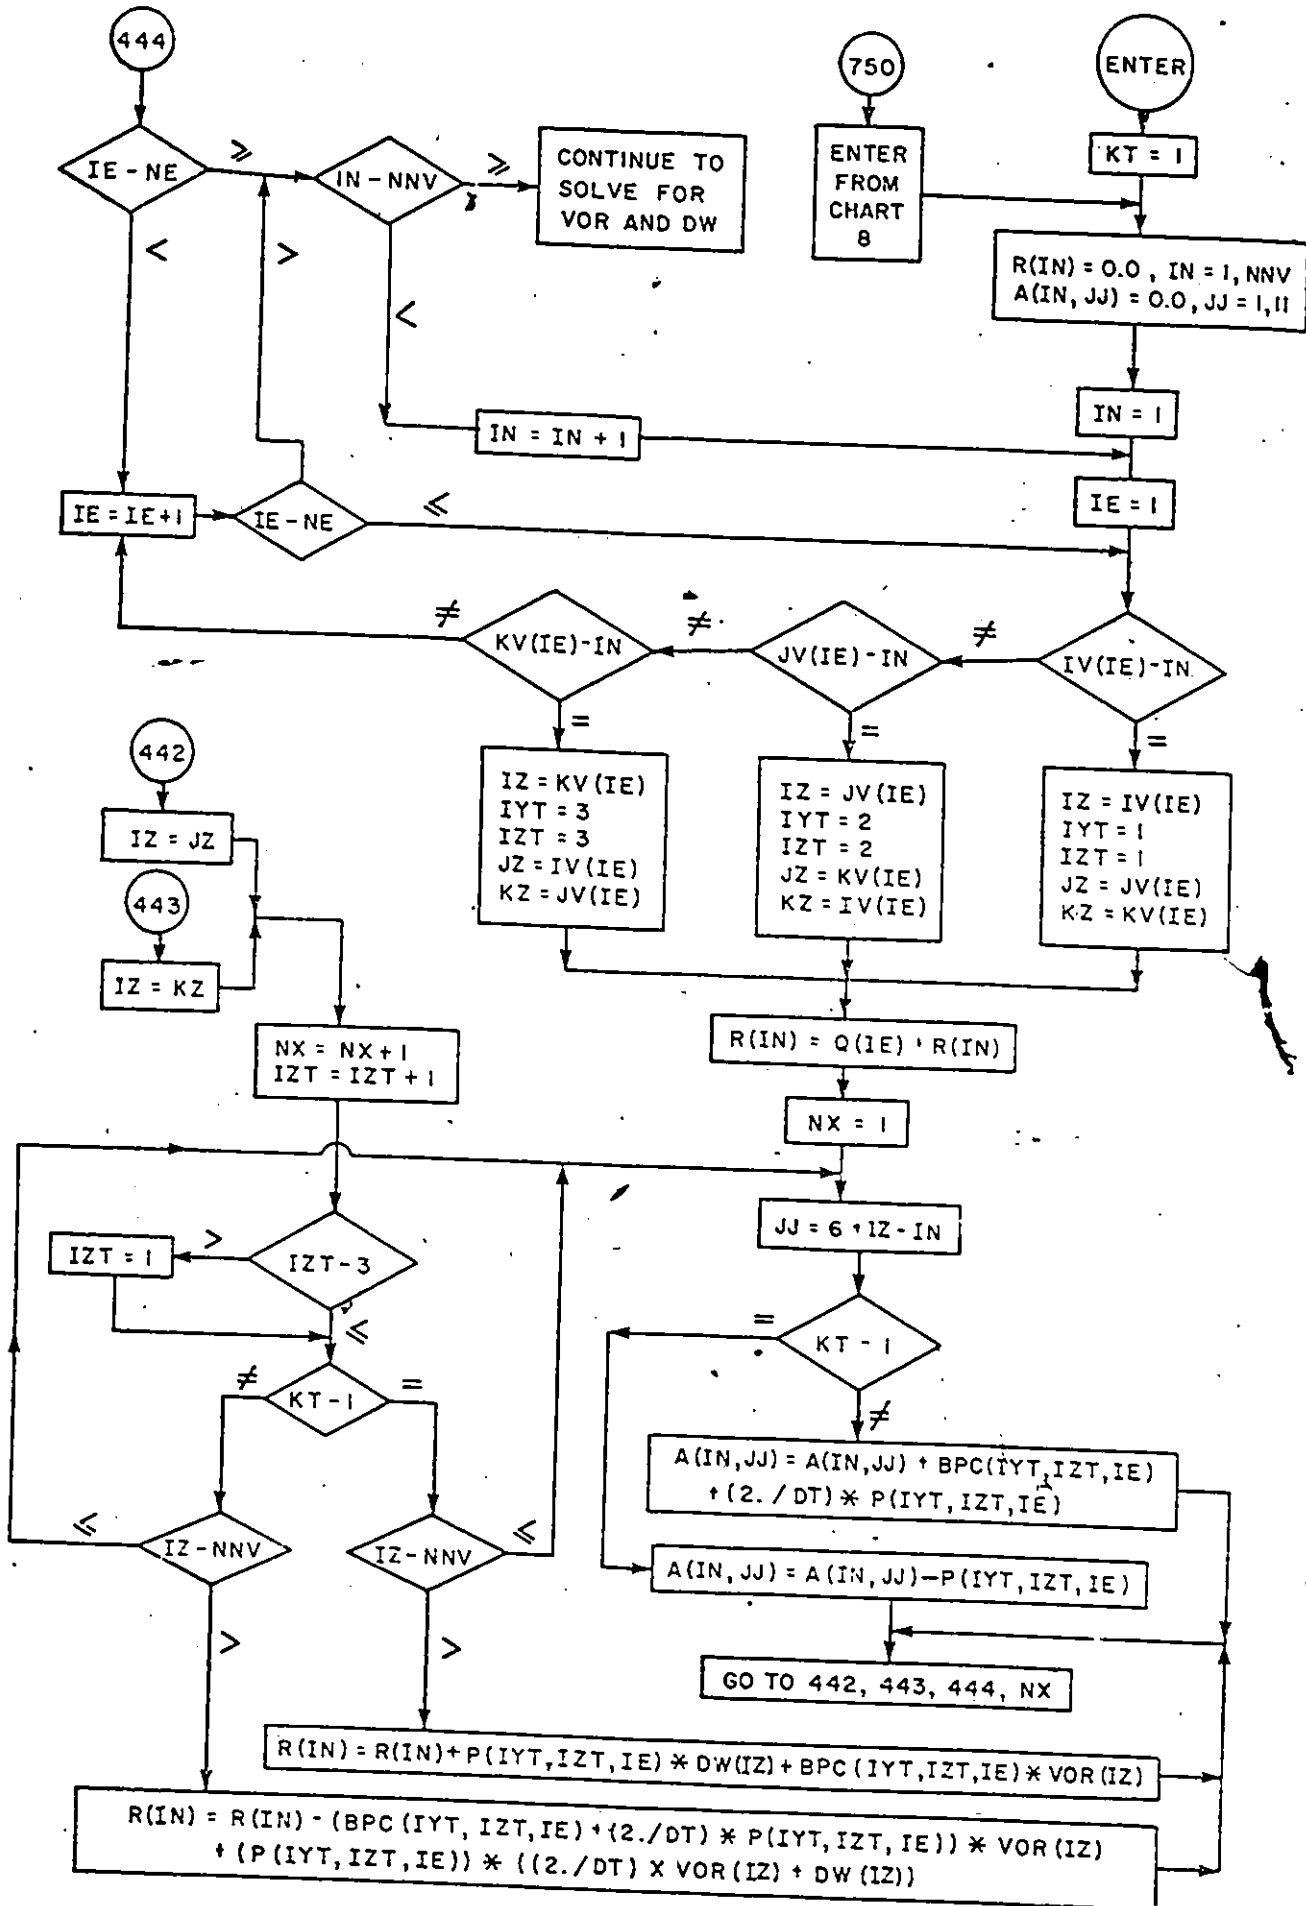 444
750
ENTER
IE - NE
≥
IN - NNV
≥
CONTINUE TO
SOLVE FOR
VOR AND DW
ENTER
FROM
CHART
8
KT = 1
<
>
<
R(IN) = 0.0, IN = 1, NNV
A(IN, JJ) = 0.0, JJ = 1, 11
IN = 1
IN = IN + 1
IE = IE+1
IE - NE
≤
IE = 1
≠
KV(IE)-IN
≠
JV(IE)-IN
≠
IV(IE)-IN
=
=
=
442
IZ = JZ
443
IZ = KZ
IZ = KV(IE)
IYT = 3
IZT = 3
JZ = IV(IE)
KZ = JV(IE)
IZ = JV(IE)
IYT = 2
IZT = 2
JZ = KV(IE)
KZ = IV(IE)
IZ = IV(IE)
IYT = 1
IZT = 1
JZ = JV(IE)
KZ = KV(IE)
NX = NX+1
IZT = IZT+1
R(IN) = Q(IE) + R(IN)
NX = 1
JJ = 6 + IZ - IN
IZT = 1
>
IZT-3
≤
=
KT - 1
≠
≠
KT-1
=
A(IN,JJ) = A(IN,JJ) + BPC(IYT,IZT,IE)
+ (2. / DT) * P(IYT,IZT,IE)
≤
IZ-NNV
IZ-NNV
≤
A(IN,JJ) = A(IN,JJ)-P(IYT,IZT,IE)
>
>
GO TO 442, 443, 444, NX
R(IN) = R(IN)+P(IYT,IZT,IE) * DW(IZ)+BPC(IYT,IZT,IE) * VOR(IZ)
R(IN) = R(IN) - (BPC(IYT, IZT,IE) + (2./DT) * P(IYT,IZT, IE)) * VOR(IZ)
+ (P(IYT,IZT,IE)) * ((2./DT) X VOR(IZ) + DW(IZ))